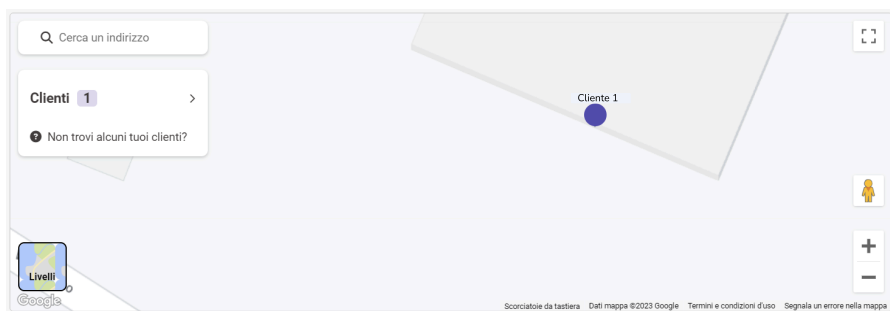 Cerca un indirizzo
Clienti 1
Non trovi alcuni tuoi clienti?
Cliente 1
Livelli
Google
Scorciatoie da tastiera Dati mappa ©2023 Google Termini e condizioni d'uso Segnala un errore nella mappa